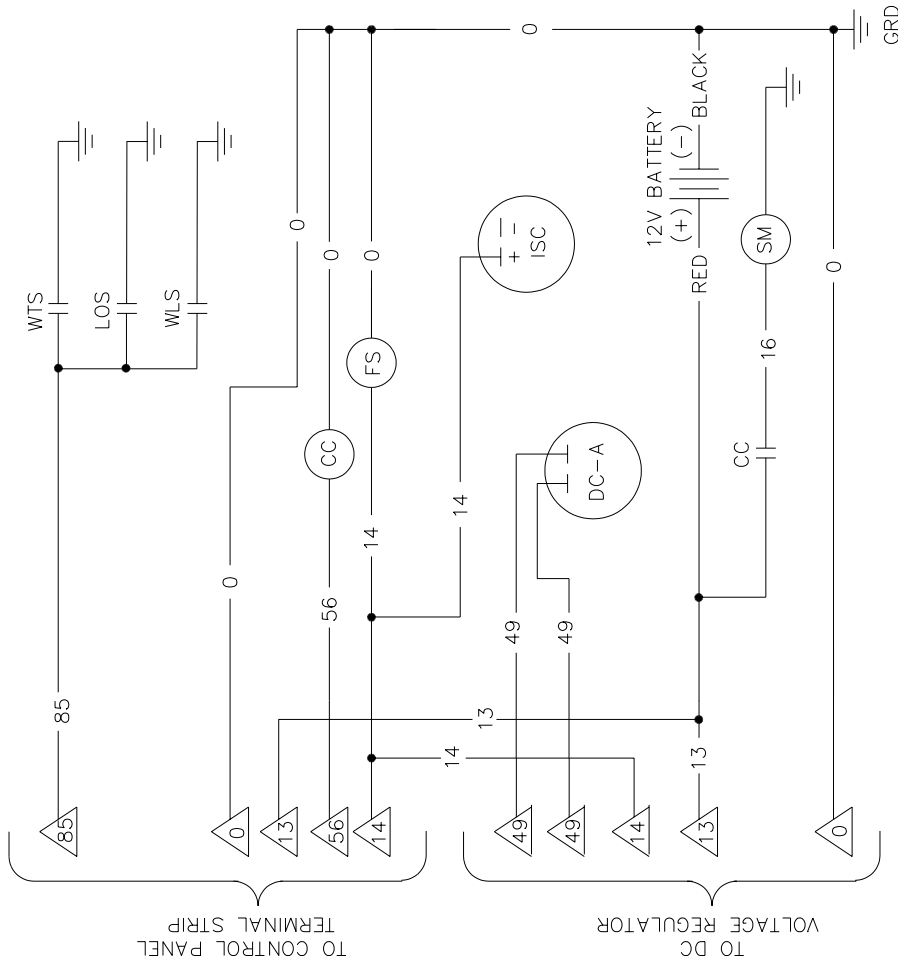 GRD
0
WTS
LOS
WLS
0
0
0
12V BATTERY
(+) (-)
RED
BLACK
+ -
ISC
SM
0
FS
CC
16
CC
DC-A
14
14
0
56
49
49
85
13
14
13
85
0
13
56
14
49
49
14
13
0
TO CONTROL PANEL
TERMINAL STRIP
TO DC
VOLTAGE REGULATOR